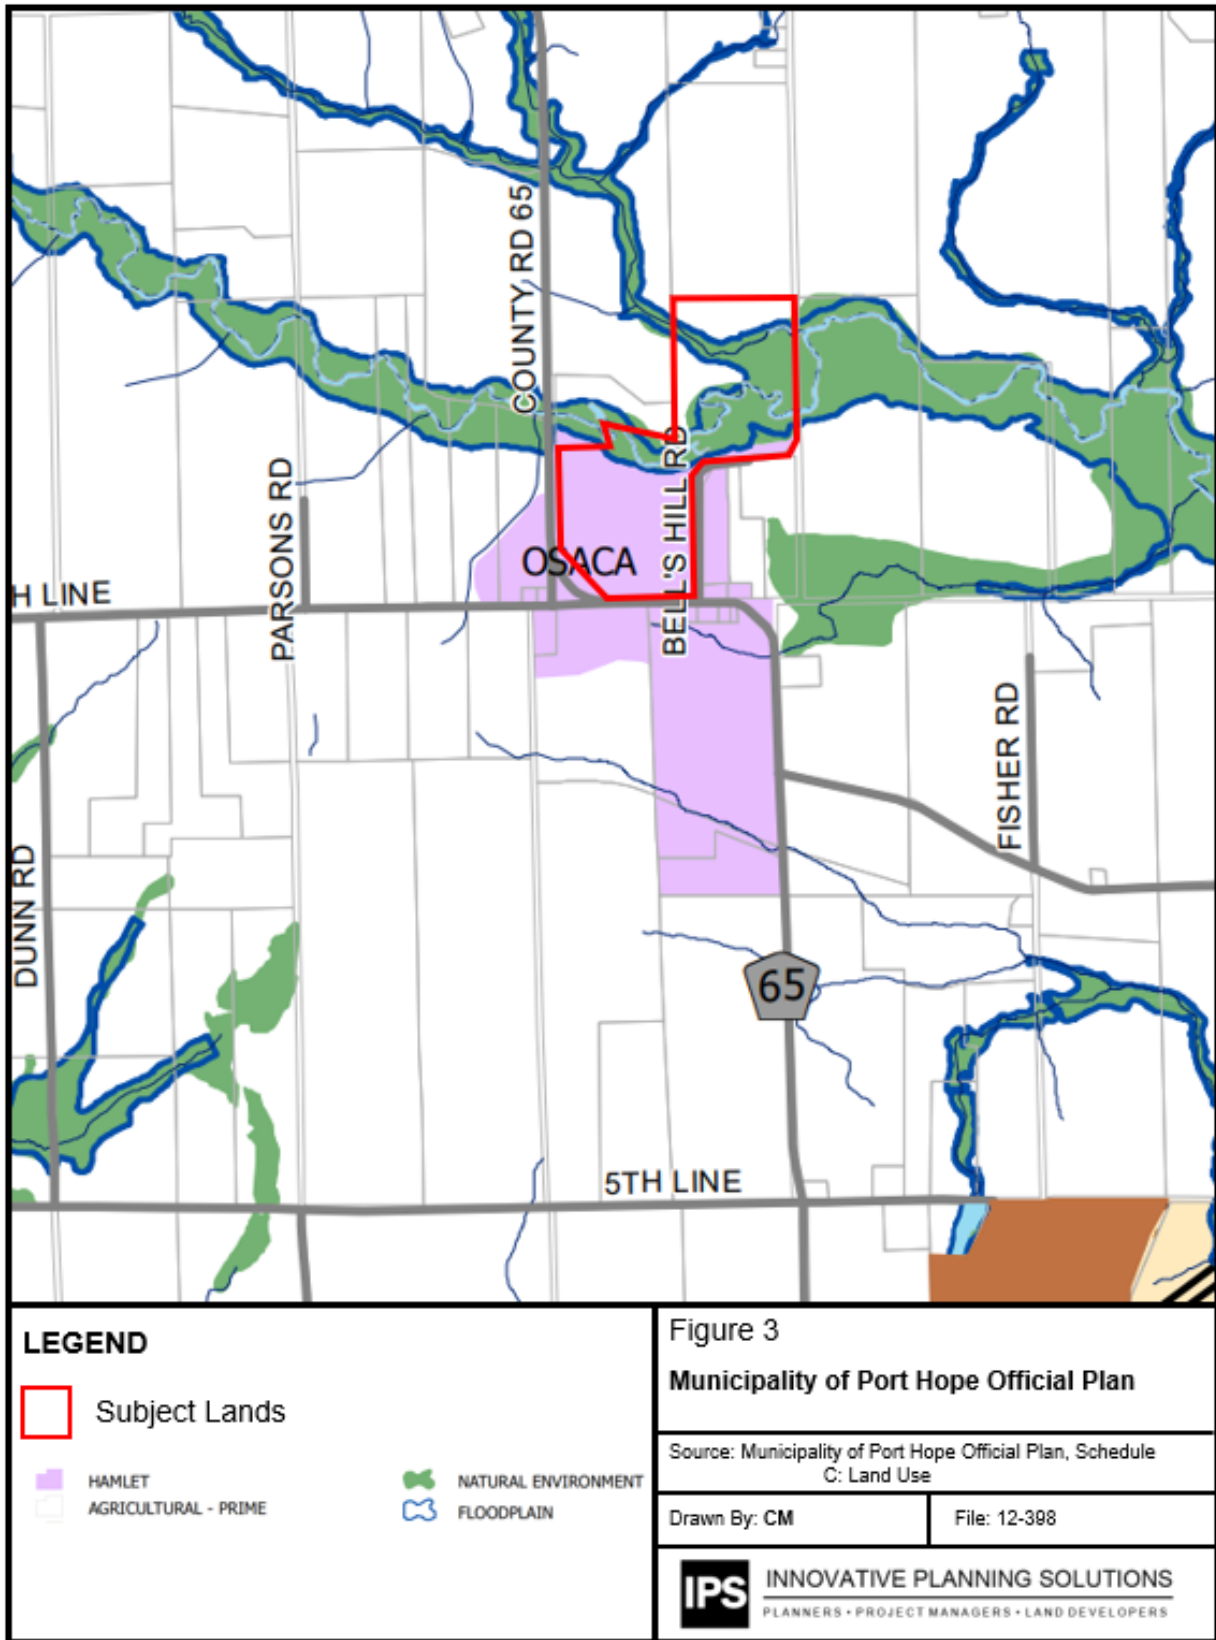 COUNTY RD 65
PARSONS RD
BELL'S HILL RD
OSACA
H LINE
FISHER RD
DUNN RD
65
5TH LINE
LEGEND
Subject Lands
HAMLET
AGRICULTURAL - PRIME
NATURAL ENVIRONMENT
FLOODPLAIN
Figure 3
Municipality of Port Hope Official Plan
Source: Municipality of Port Hope Official Plan, Schedule
C: Land Use
Drawn By: CM
File: 12-398
IPS
INNOVATIVE PLANNING SOLUTIONS
PLANNERS • PROJECT MANAGERS • LAND DEVELOPERS